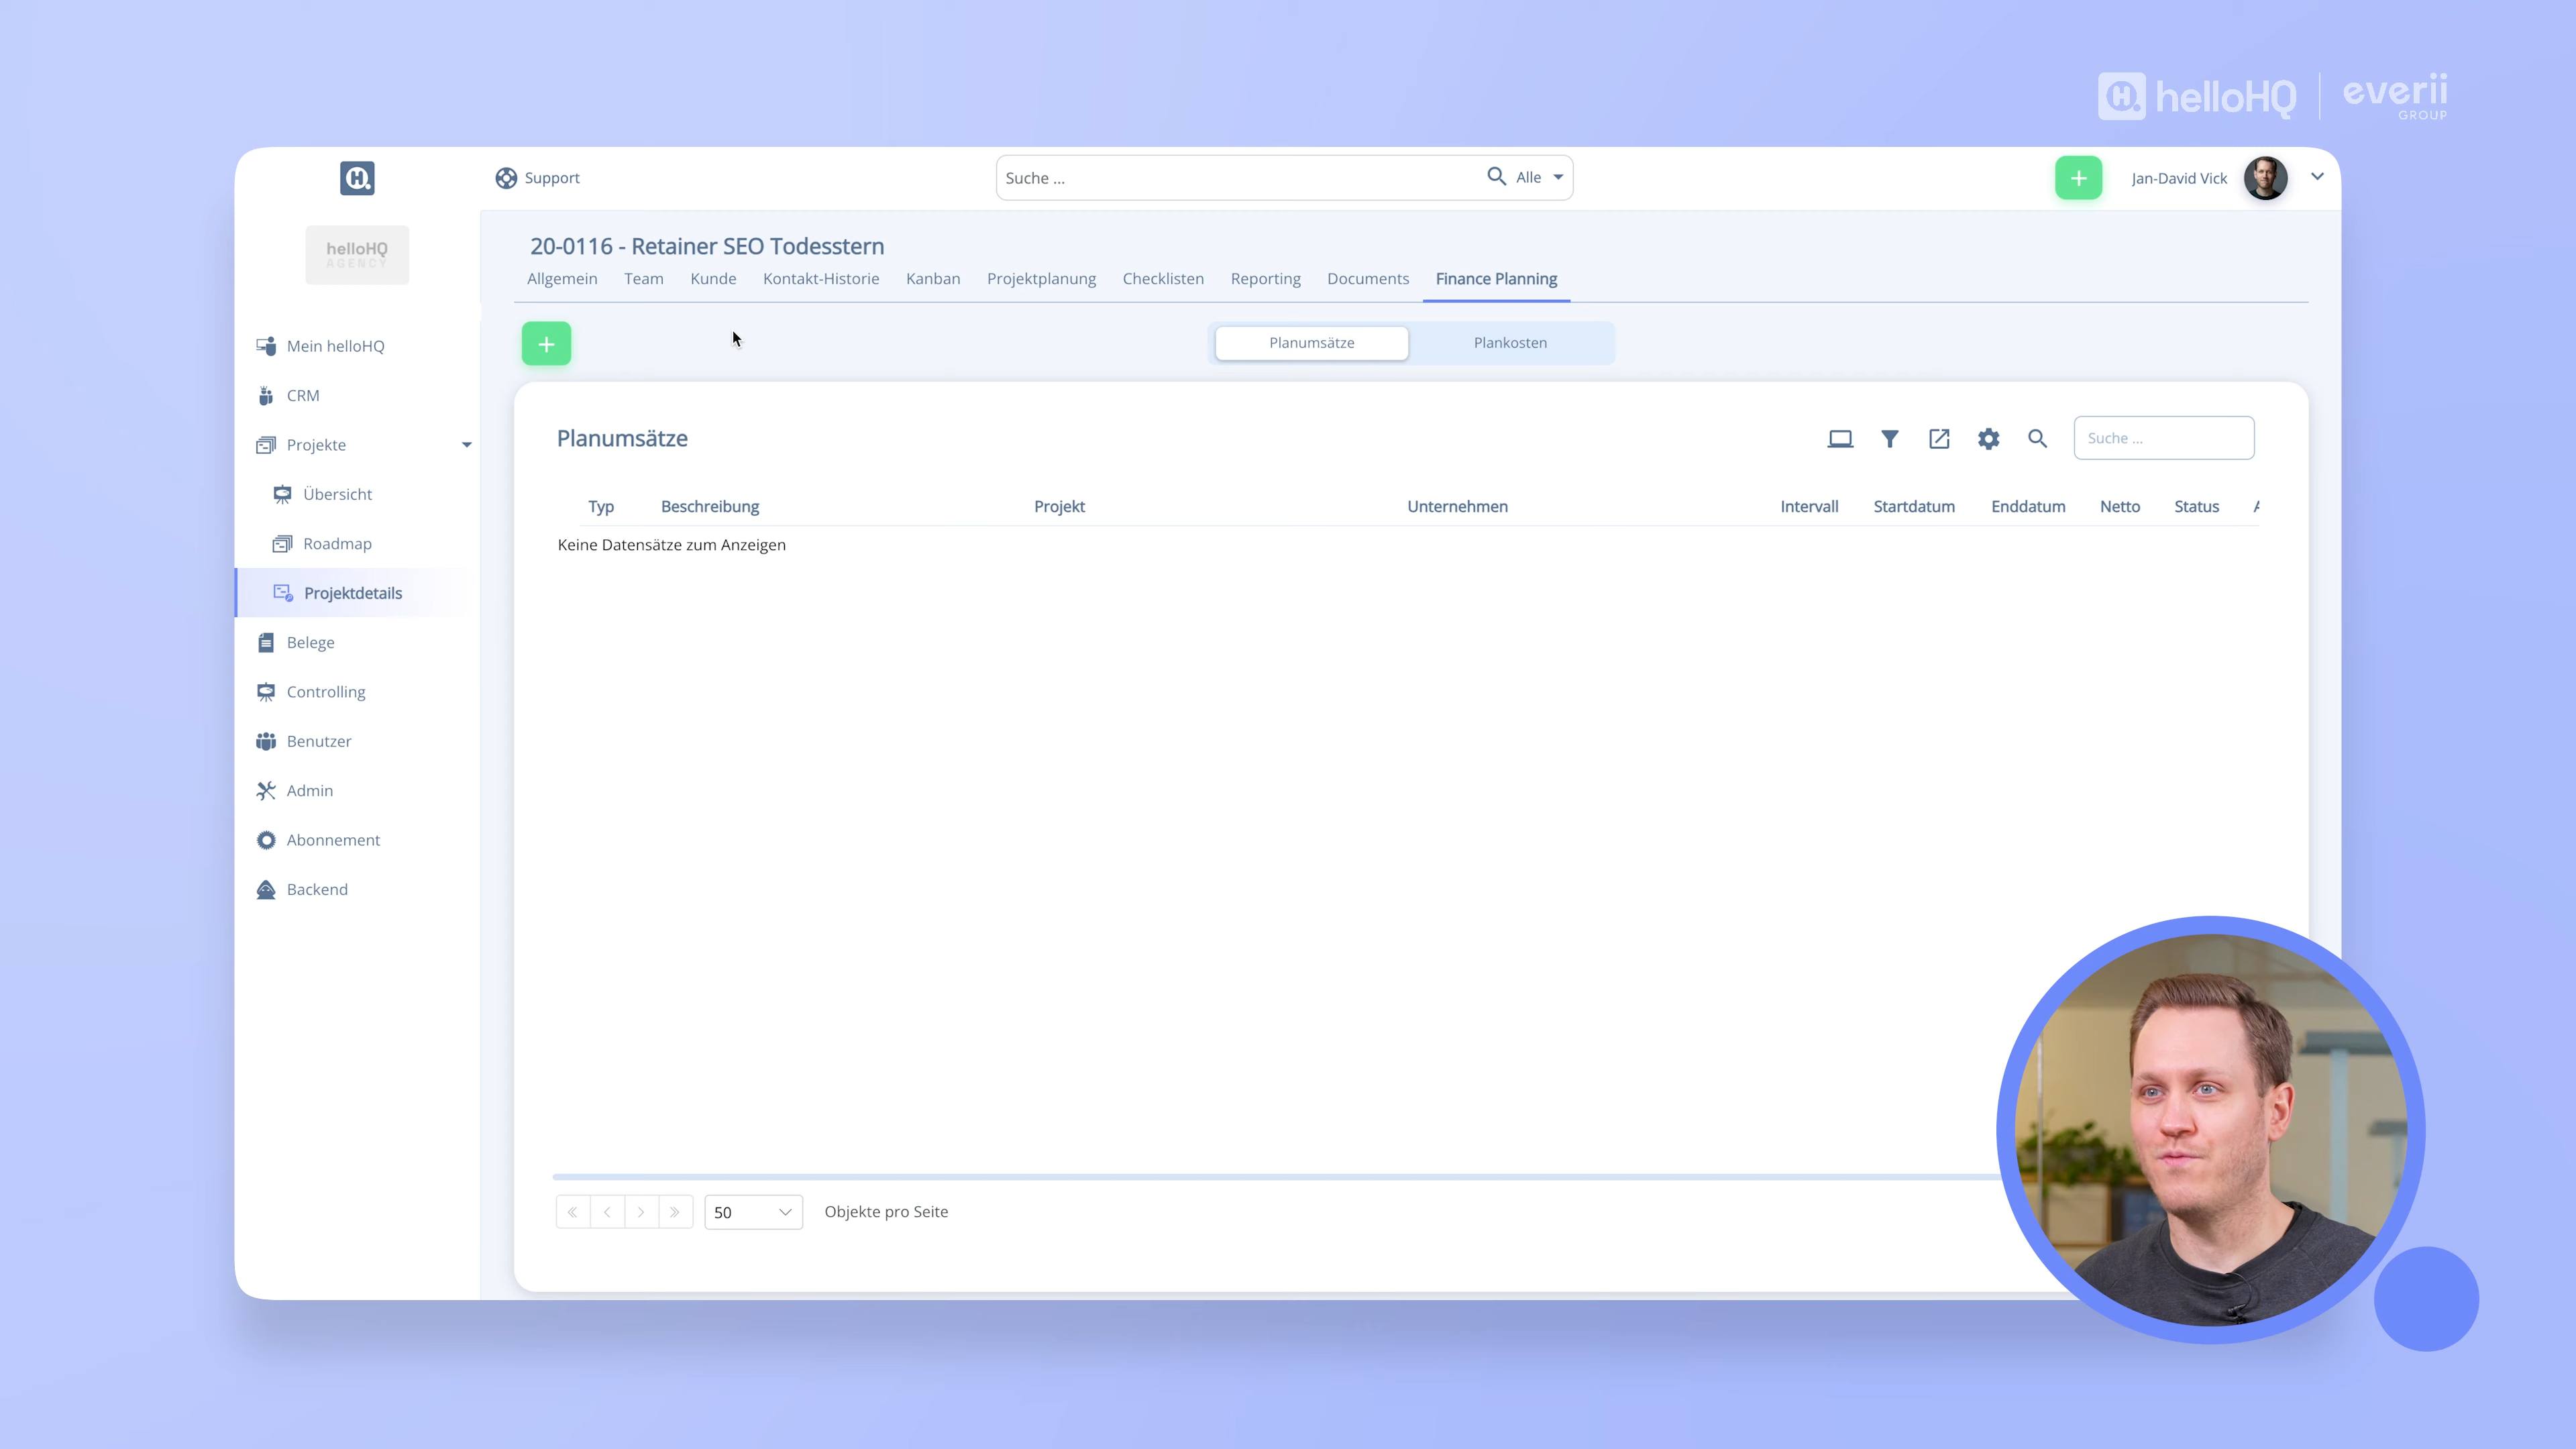 helloHQ
everii
GROUP
Support
Suche ...
Alle
Jan-David Vick
helloHQ
AGENCY
20-0116 - Retainer SEO Todesstern
Allgemein
Team
Kunde
Kontakt-Historie
Kanban
Projektplanung
Checklisten
Reporting
Documents
Finance Planning
Mein helloHQ
CRM
Projekte
Übersicht
Roadmap
Projektdetails
Belege
Controlling
Benutzer
Admin
Abonnement
Backend
Planumsätze
Plankosten
Planumsätze
Suche ...
Typ
Beschreibung
Projekt
Unternehmen
Intervall
Startdatum
Enddatum
Netto
Status
Keine Datensätze zum Anzeigen
50
Objekte pro Seite